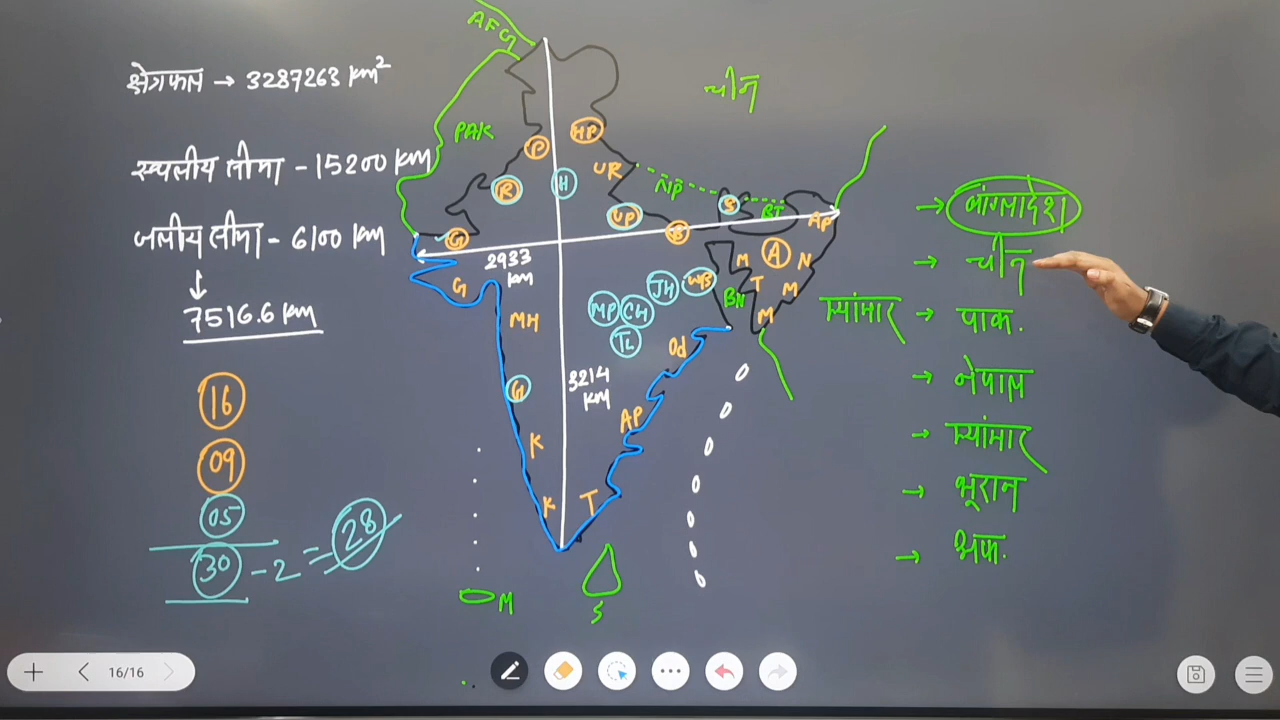 क्षेत्रफल → 3287263 km²
स्थलीय सीमा - 15200 km
जलीय सीमा - 6100 km
↓
7516.6 km
16
09
05
30 - 2 = 28
AFG
PAK
चीन
P
HP
R
H
UR
NP
S
BT
AP
UP
B
G
2933
km
M
A
N
T
M
M
G
MH
MP
CH
JH
WB
BN
TL
Od
G
3214
km
AP
K
K
T
M
S
→ बांग्लादेश
→ चीन
म्यांमार → पाक.
→ नेपाल
→ म्यांमार
→ भूटान
→ अफ.
16/16